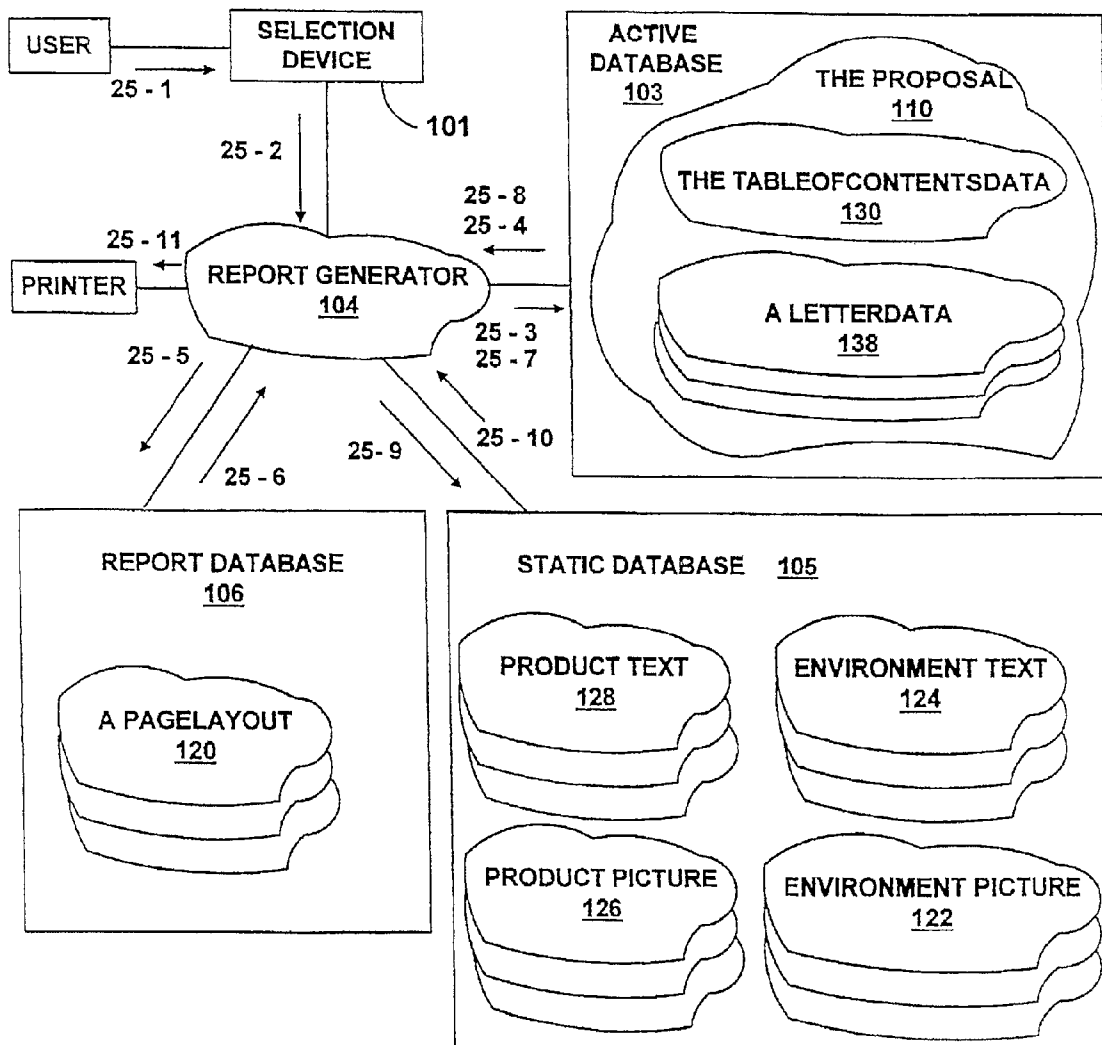 USER
25 - 1
SELECTION
DEVICE
101
25 - 2
ACTIVE
DATABASE
103
THE PROPOSAL
110
THE TABLEOFCONTENTSDATA
130
A LETTERDATA
138
25 - 8
25 - 4
25 - 11
PRINTER
REPORT GENERATOR
104
25 - 3
25 - 7
25 - 5
25 - 6
25 - 9
25 - 10
REPORT DATABASE
106
A PAGELAYOUT
120
STATIC DATABASE 105
PRODUCT TEXT
128
ENVIRONMENT TEXT
124
PRODUCT PICTURE
126
ENVIRONMENT PICTURE
122